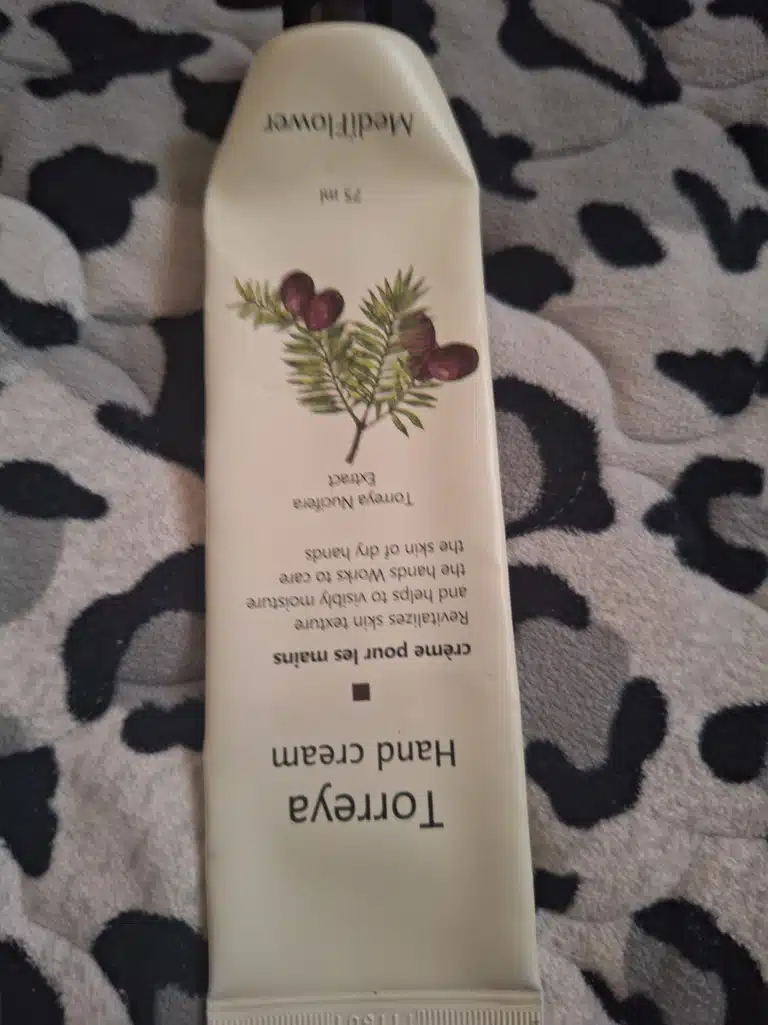 Torreya
Hand cream
crème pour les mains
Revitalizes skin texture
and helps to visibly moisture
the hands Works to care
the skin of dry hands
Torreya Nucifera
Extract
75 ml
MediFlower